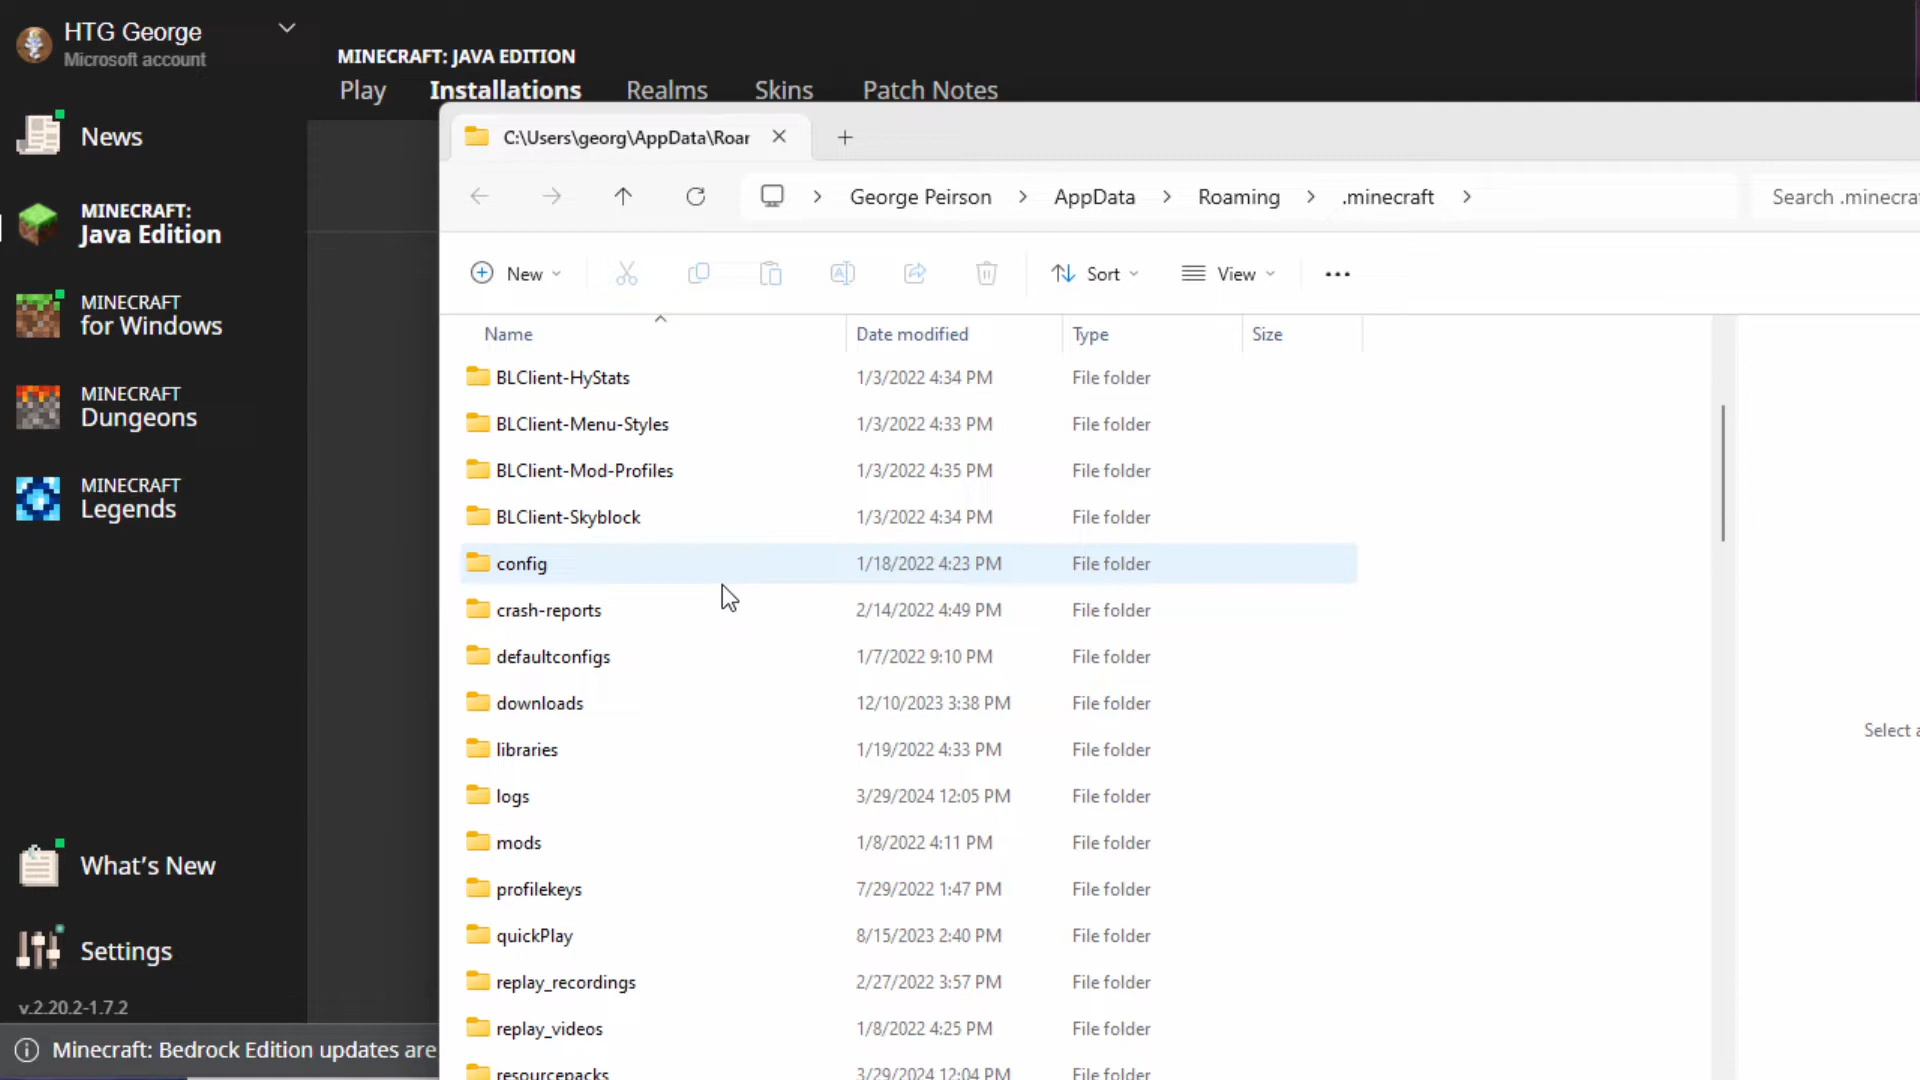 HTG George
Microsoft account
News
MINECRAFT:
Java Edition
MINECRAFT
for Windows
MINECRAFT
Dungeons
MINECRAFT
Legends
What's New
Settings
v.2.20.2-1.7.2
Minecraft: Bedrock Edition updates are
MINECRAFT: JAVA EDITION
Play Installations Realms Skins Patch Notes
C:\Users\georg\AppData\Roar
George Peirson > AppData > Roaming > .minecraft >
Search .minecra
New Sort View
Name Date modified Type Size
BLClient-HyStats 1/3/2022 4:34 PM File folder
BLClient-Menu-Styles 1/3/2022 4:33 PM File folder
BLClient-Mod-Profiles 1/3/2022 4:35 PM File folder
BLClient-Skyblock 1/3/2022 4:34 PM File folder
config 1/18/2022 4:23 PM File folder
crash-reports 2/14/2022 4:49 PM File folder
defaultconfigs 1/7/2022 9:10 PM File folder
downloads 12/10/2023 3:38 PM File folder
libraries 1/19/2022 4:33 PM File folder
logs 3/29/2024 12:05 PM File folder
mods 1/8/2022 4:11 PM File folder
profilekeys 7/29/2022 1:47 PM File folder
quickPlay 8/15/2023 2:40 PM File folder
replay_recordings 2/27/2022 3:57 PM File folder
replay_videos 1/8/2022 4:25 PM File folder
resourcepacks 3/29/2024 12:04 PM File folder
Select a